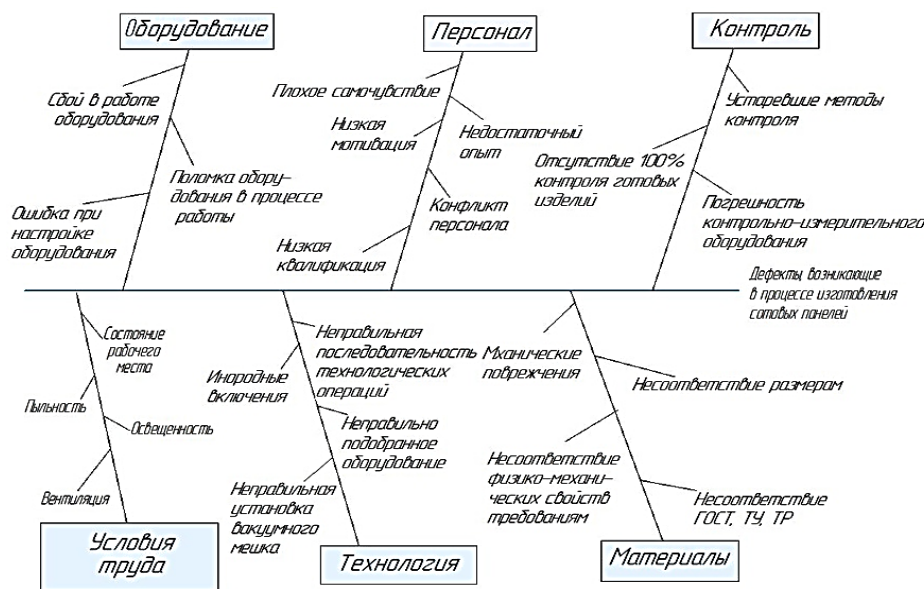 Оборудование
Персонал
Контроль
Сбой в работе
оборудования
Поломка обору-
дования в процессе
работы
Ошибка при
настройке
оборудования
Плохое самочувствие
Низкая
мотивация
Недостаточный
опыт
Конфликт
персонала
Низкая
квалификация
Устаревшие методы
контроля
Отсутствие 100%
контроля готовых
изделий
Погрешность
контрольно-измерительного
оборудования
Дефекты, возникающие
в процессе изготовления
сотовых панелей
Состояние
рабочего
места
Пыльность
Освещенность
Вентиляция
Условия
труда
Неправильная
последовательность
технологических
операций
Инородные
включения
Неправильно
подобранное
оборудование
Неправильная
установка
вакуумного
мешка
Технология
Мханические
поврежчения
Несоответствие размерам
Несоответствие
физико-механи-
ческих свойств
требованиям
Несоответствие
ГОСТ, ТУ, ТР
Материалы